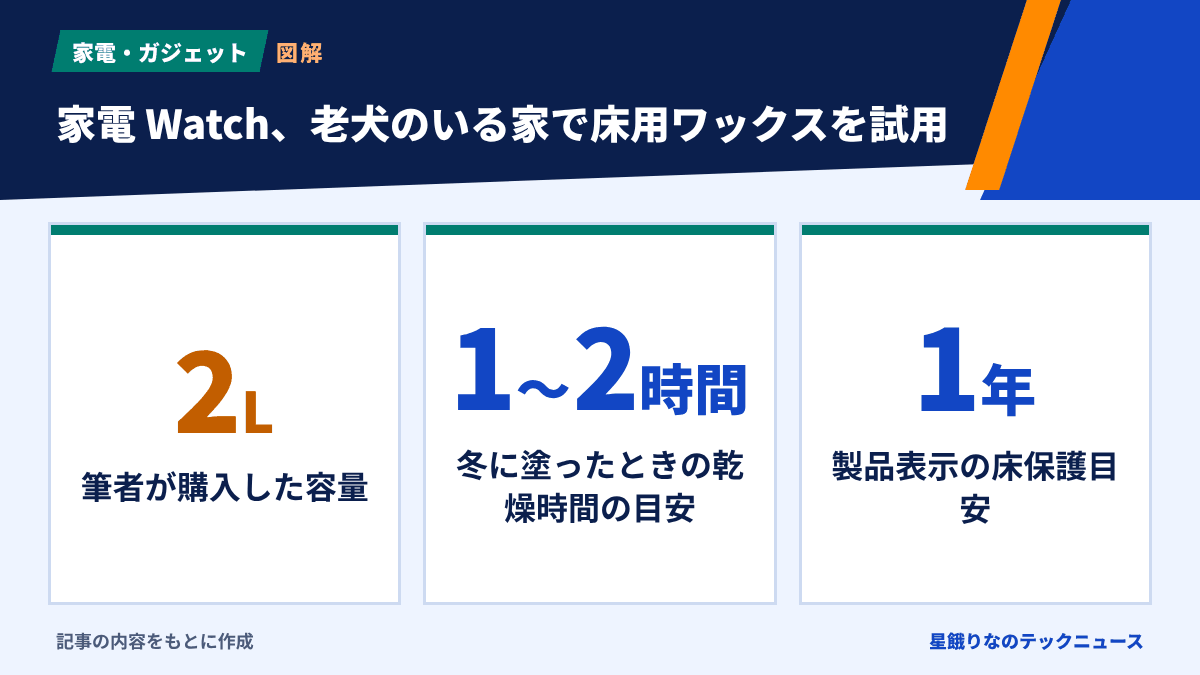 家電・ガジェット 図解
家電 Watch、老犬のいる家で床用ワックスを試用
2L
筆者が購入した容量
1～2時間
冬に塗ったときの乾
燥時間の目安
1年
製品表示の床保護目
安
記事の内容をもとに作成
星餓りなのテックニュース